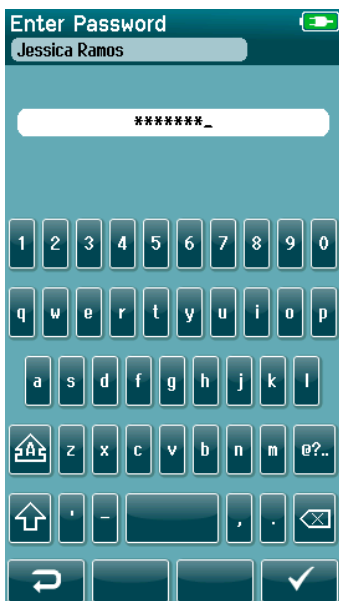 Enter Password
Jessica Ramos
*******_
1 2 3 4 5 6 7 8 9 0
q w e r t y u i o p
a s d f g h j k l
A z x c v b n m @?..
' - , .